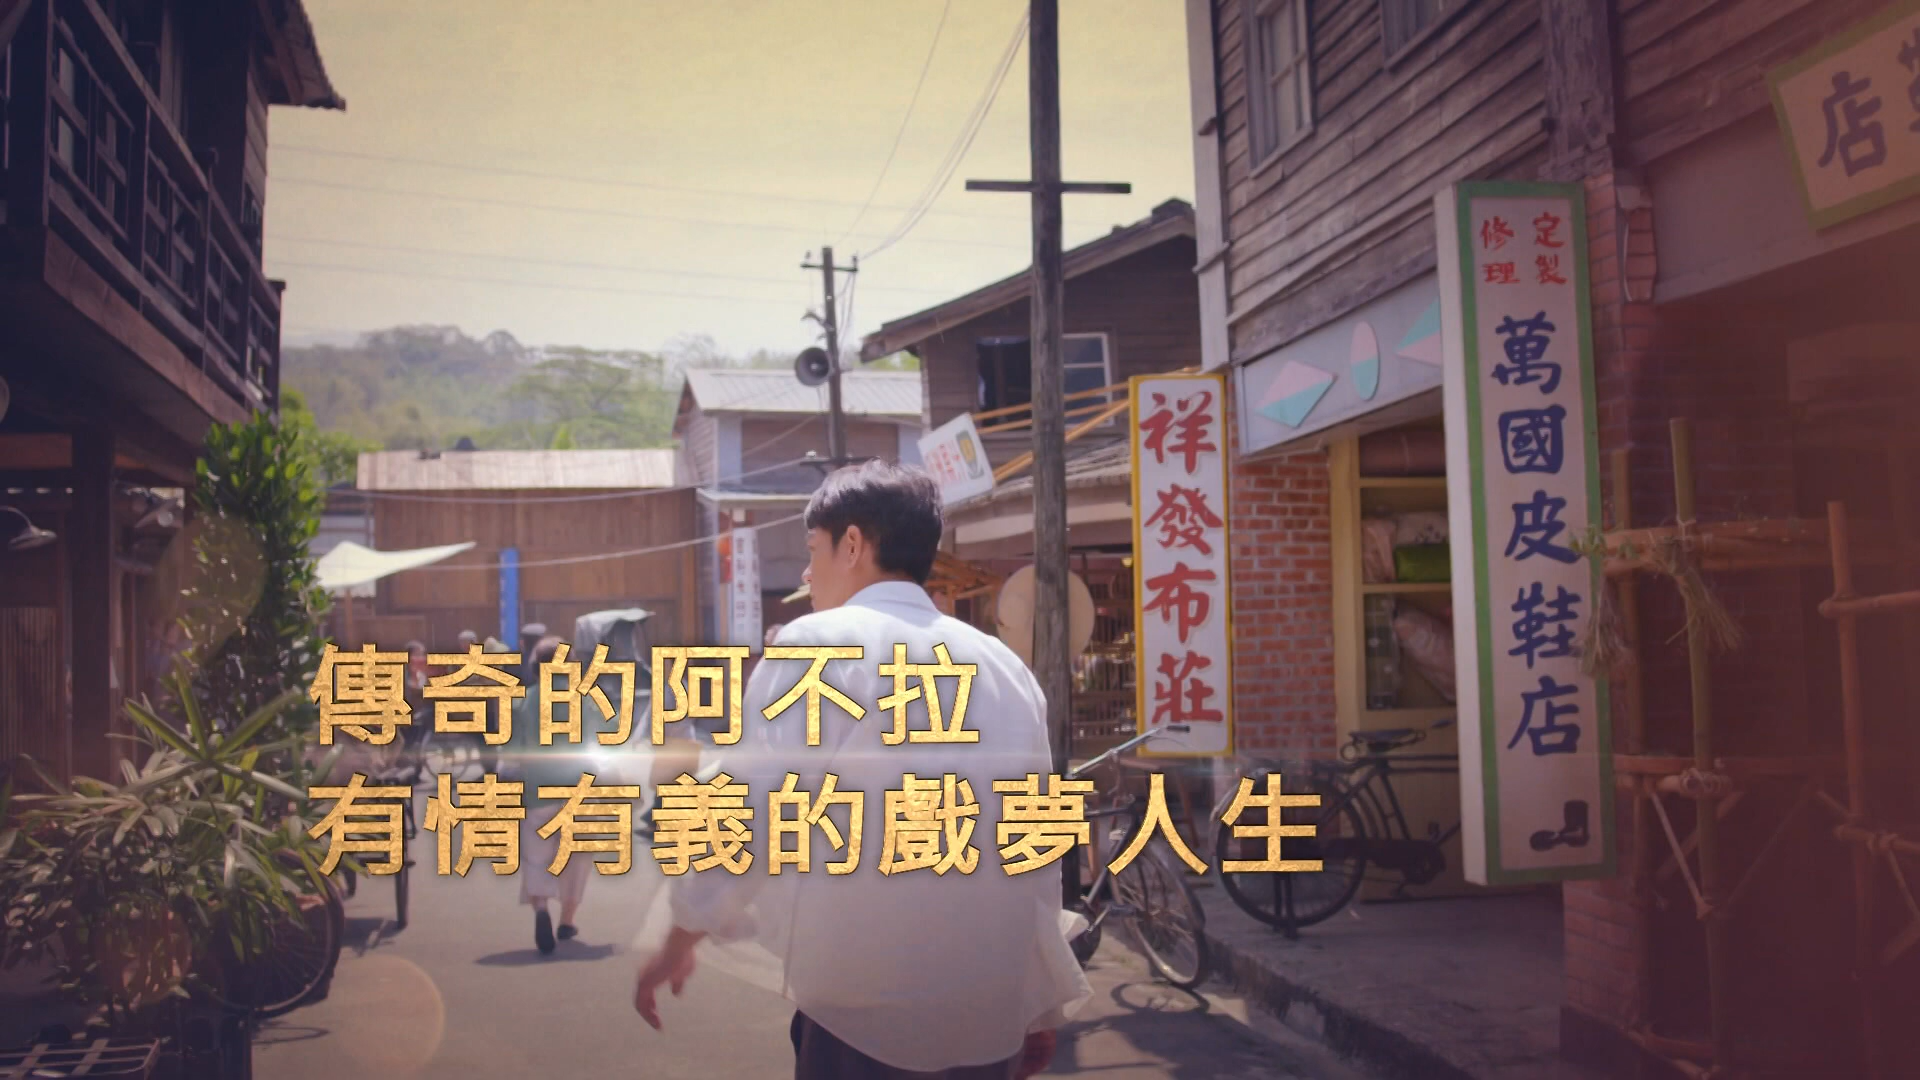 傳奇的阿不拉
有情有義的戲夢人生
祥發布莊
定製
修理
萬國皮鞋店
店